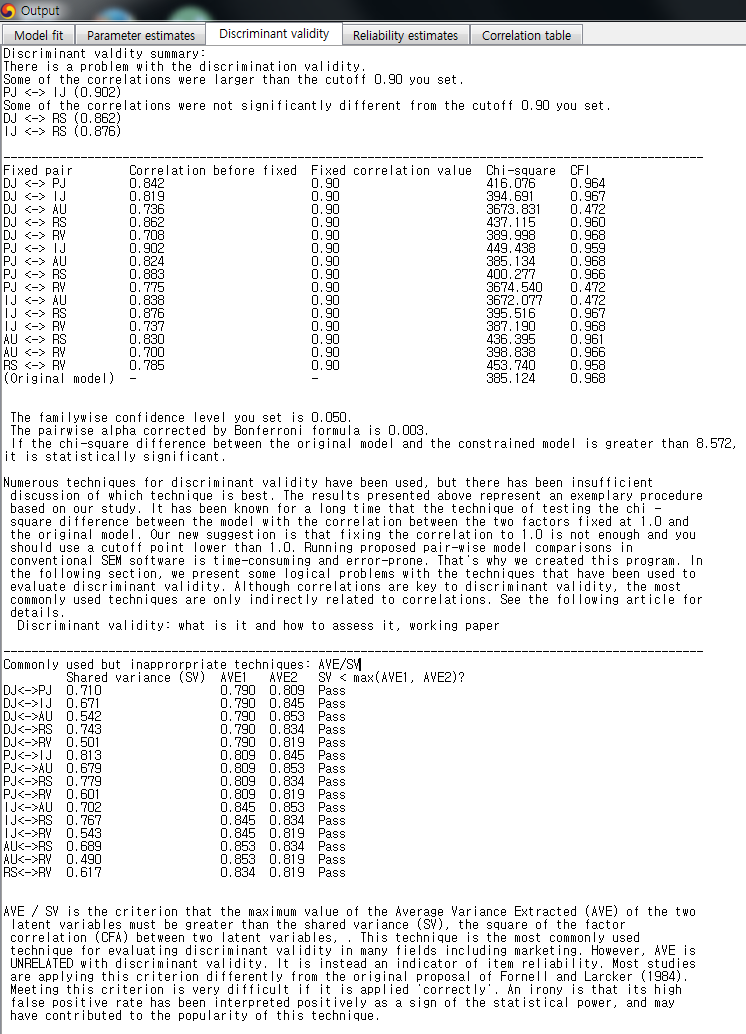 Output
Model fit Parameter estimates Discriminant validity Reliability estimates Correlation table
Discriminant valdity summary:
There is a problem with the discrimination validity.
Some of the correlations were larger than the cutoff 0.90 you set.
PJ <-> IJ (0.902)
Some of the correlations were not significantly different from the cutoff 0.90 you set.
DJ <-> RS (0.862)
IJ <-> RS (0.876)
Fixed pair Correlation before fixed Fixed correlation value Chi-square CFI
DJ <-> PJ 0.842 0.90 416.076 0.964
DJ <-> IJ 0.819 0.90 394.691 0.967
DJ <-> AU 0.736 0.90 3673.831 0.472
DJ <-> RS 0.862 0.90 437.115 0.960
DJ <-> RV 0.708 0.90 389.998 0.968
PJ <-> IJ 0.902 0.90 449.438 0.959
PJ <-> AU 0.824 0.90 385.134 0.968
PJ <-> RS 0.883 0.90 400.277 0.966
PJ <-> RV 0.775 0.90 3674.540 0.472
IJ <-> AU 0.838 0.90 3672.077 0.472
IJ <-> RS 0.876 0.90 395.516 0.967
IJ <-> RV 0.737 0.90 387.190 0.968
AU <-> RS 0.830 0.90 436.395 0.961
AU <-> RV 0.700 0.90 398.838 0.966
RS <-> RV 0.785 0.90 453.740 0.958
(Original model) - - 385.124 0.968
The familywise confidence level you set is 0.050.
The pairwise alpha corrected by Bonferroni formula is 0.003.
If the chi-square difference between the original model and the constrained model is greater than 8.572,
it is statistically significant.
Numerous techniques for discriminant validity have been used, but there has been insufficient
discussion of which technique is best. The results presented above represent an exemplary procedure
based on our study. It has been known for a long time that the technique of testing the chi -
square difference between the model with the correlation between the two factors fixed at 1.0 and
the original model. Our new suggestion is that fixing the correlation to 1.0 is not enough and you
should use a cutoff point lower than 1.0. Running proposed pair-wise model comparisons in
conventional SEM software is time-consuming and error-prone. That's why we created this program. In
the following section, we present some logical problems with the techniques that have been used to
evaluate discriminant validity. Although correlations are key to discriminant validity, the most
commonly used techniques are only indirectly related to correlations. See the following article for
details.
Discriminant validity: what is it and how to assess it, working paper
Commonly used but inapprorpriate techniques: AVE/SV
Shared variance (SV) AVE1 AVE2 SV < max(AVE1, AVE2)?
DJ<->PJ 0.710 0.790 0.809 Pass
DJ<->IJ 0.671 0.790 0.845 Pass
DJ<->AU 0.542 0.790 0.853 Pass
DJ<->RS 0.743 0.790 0.834 Pass
DJ<->RV 0.501 0.790 0.819 Pass
PJ<->IJ 0.813 0.809 0.845 Pass
PJ<->AU 0.679 0.809 0.853 Pass
PJ<->RS 0.779 0.809 0.834 Pass
PJ<->RV 0.601 0.809 0.819 Pass
IJ<->AU 0.702 0.845 0.853 Pass
IJ<->RS 0.767 0.845 0.834 Pass
IJ<->RV 0.543 0.845 0.819 Pass
AU<->RS 0.689 0.853 0.834 Pass
AU<->RV 0.490 0.853 0.819 Pass
RS<->RV 0.617 0.834 0.819 Pass
AVE / SV is the criterion that the maximum value of the Average Variance Extracted (AVE) of the two
latent variables must be greater than the shared variance (SV), the square of the factor
correlation (CFA) between two latent variables, . This technique is the most commonly used
technique for evaluating discriminant validity in many fields including marketing. However, AVE is
UNRELATED with discriminant validity. It is instead an indicator of item reliability. Most studies
are applying this criterion differently from the original proposal of Fornell and Larcker (1984).
Meeting this criterion is very difficult if it is applied 'correctly'. An irony is that its high
false positive rate has been interpreted positively as a sign of the statistical power, and may
have contributed to the popularity of this technique.